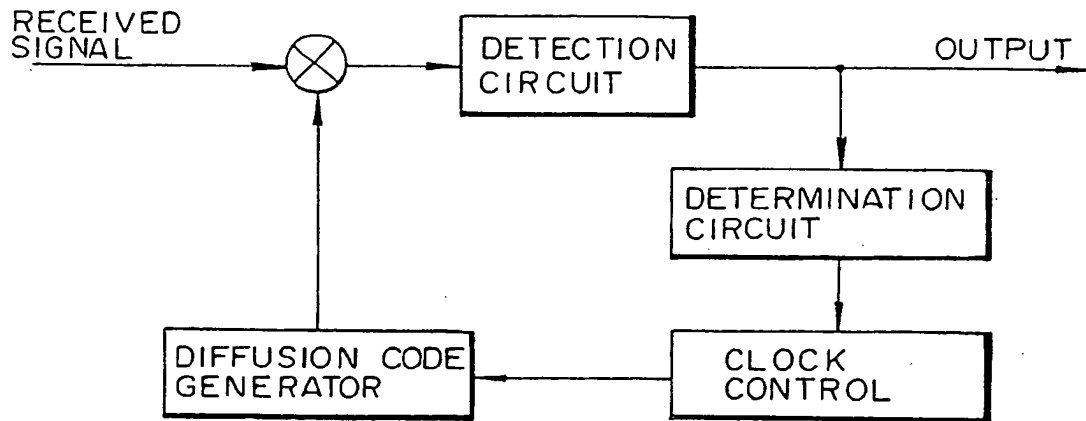 RECEIVED
SIGNAL
DETECTION
CIRCUIT
OUTPUT
DETERMINATION
CIRCUIT
DIFFUSION CODE
GENERATOR
CLOCK
CONTROL